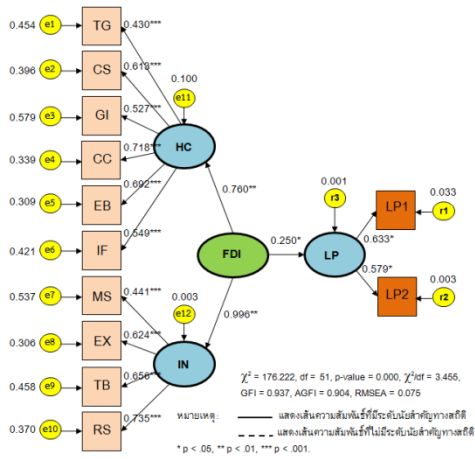 0.454 e1 TG 0.430***
0.396 e2 CS 0.613***
0.579 e3 GI 0.527***
0.339 e4 CC 0.718***
0.309 e5 EB 0.692***
0.421 e6 IF 0.549***
0.537 e7 MS 0.441***
0.306 e8 EX 0.624***
0.458 e9 TB 0.656***
0.370 e10 RS 0.735***
0.100
e11
HC
0.760**
FDI
0.250*
0.996**
0.003
e12
IN
0.001
r3
LP
0.633*
0.579*
LP1
0.033
r1
LP2
0.003
r2
χ² = 176.222, df = 51, p-value = 0.000, χ²/df = 3.455,
GFI = 0.937, AGFI = 0.904, RMSEA = 0.075
หมายเหตุ: แสดงเส้นความสัมพันธ์ที่มีระดับนัยสำคัญทางสถิติ
แสดงเส้นความสัมพันธ์ที่ไม่มีระดับนัยสำคัญทางสถิติ
* p < .05, ** p < .01, *** p < .001.